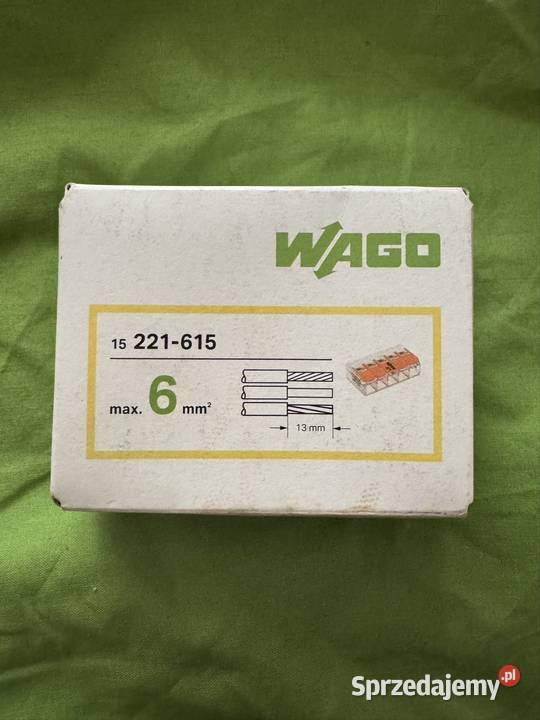 WAGO
15 221-615
max. 6 mm²
13 mm
Sprzedajemy.pl